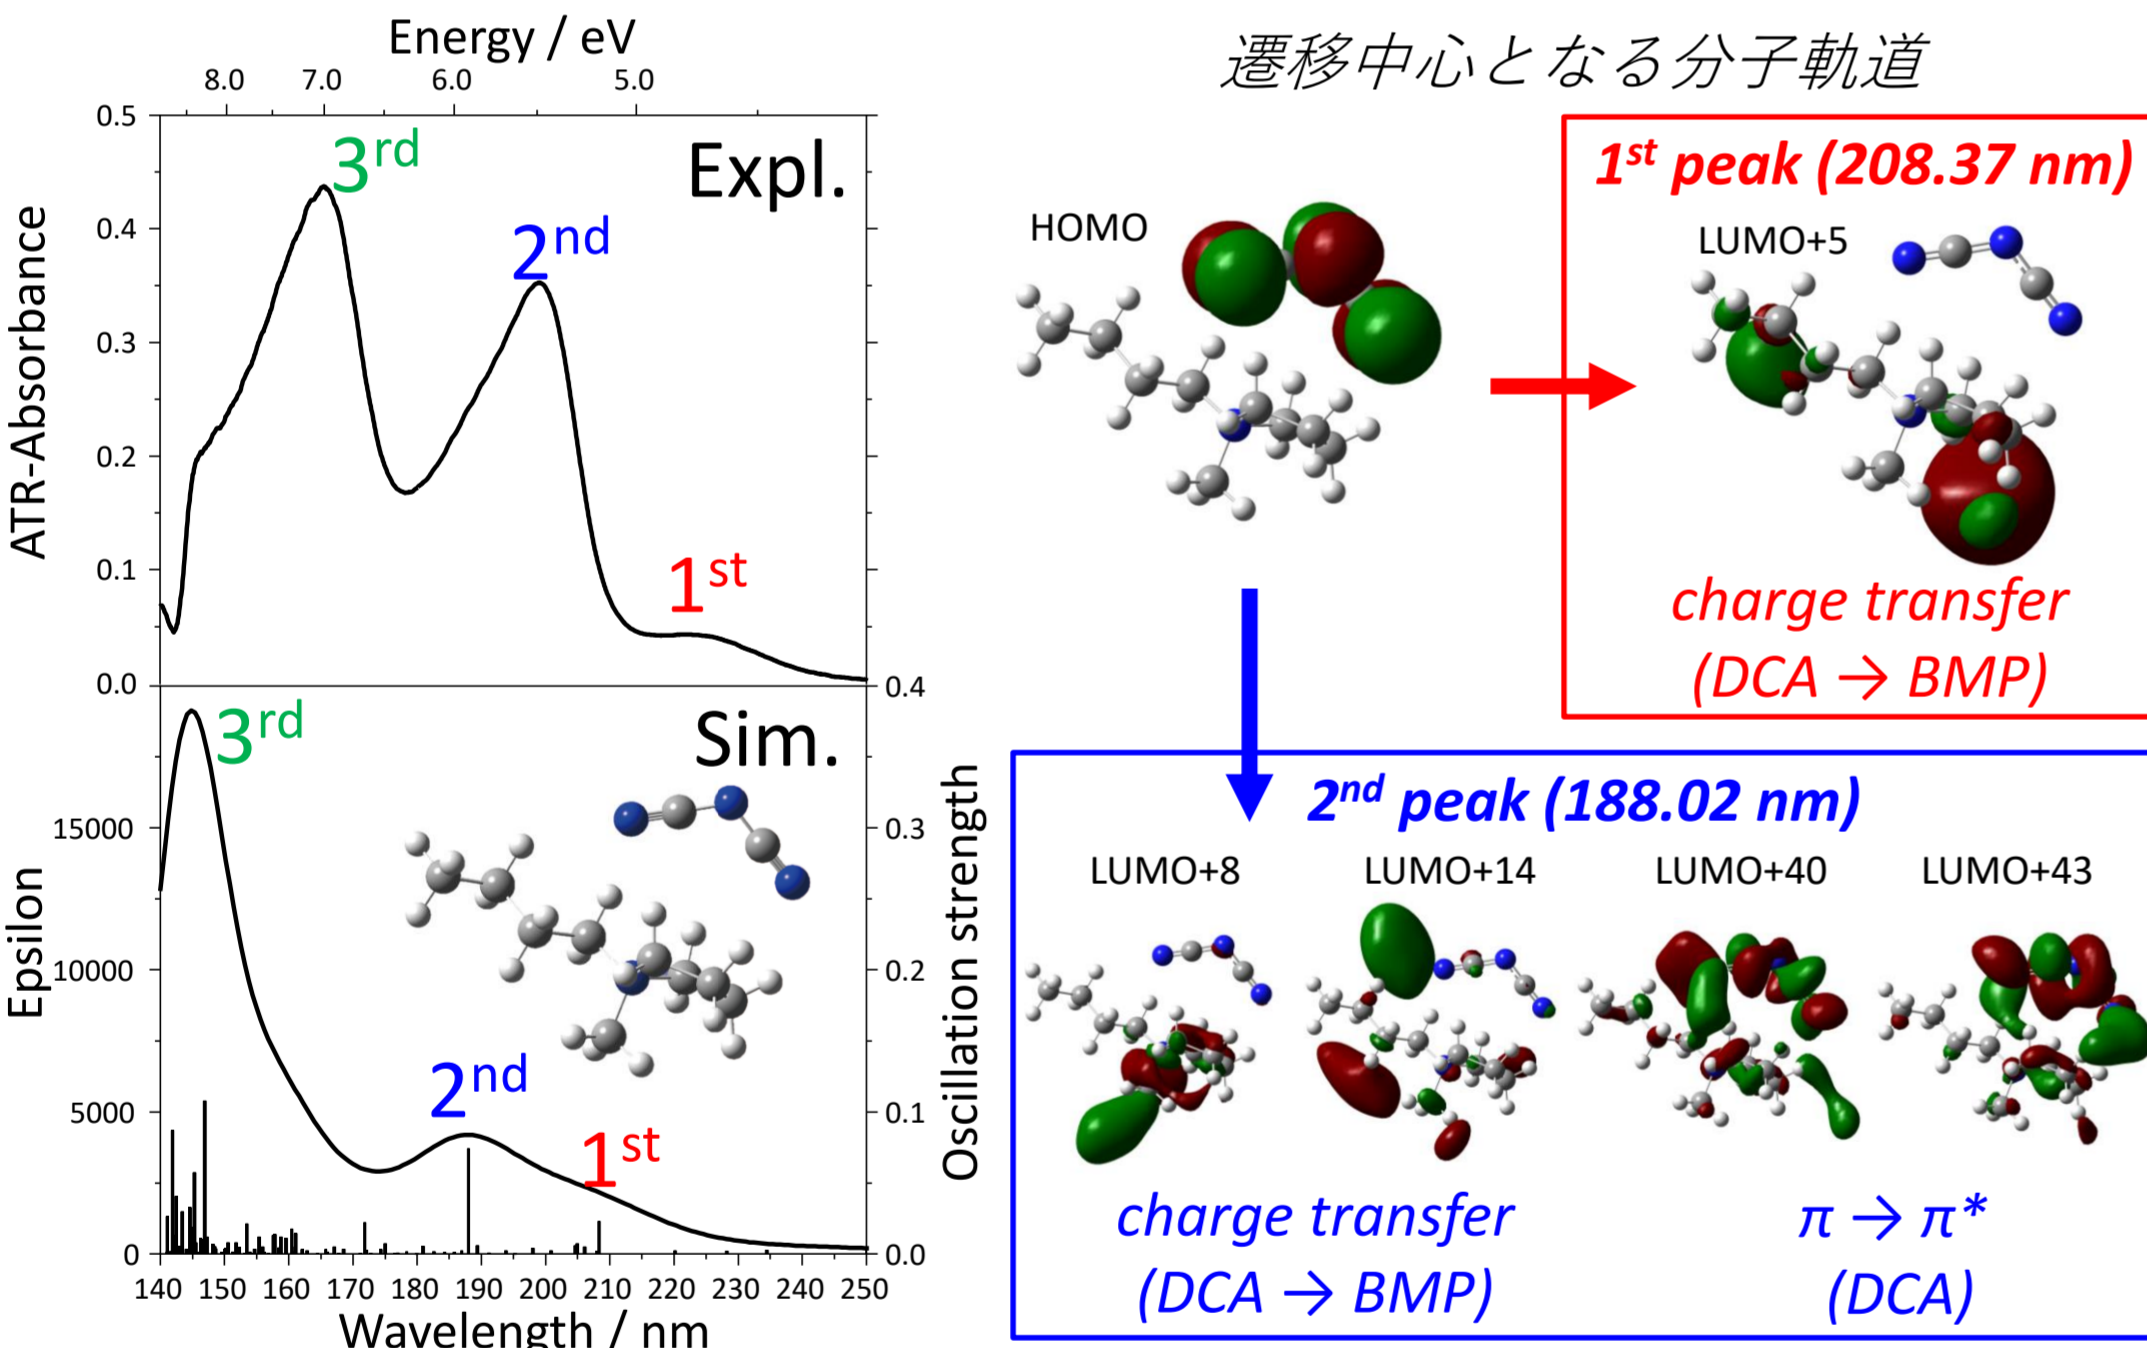 Energy / eV
8.0 7.0 6.0 5.0
0.5
0.4
0.3
0.2
0.1
0.0
ATR-Absorbance
3rd
2nd
1st
Expl.
3rd
2nd
1st
Sim.
15000
10000
5000
0
Epsilon
0.4
0.3
0.2
0.1
0.0
Oscillation strength
140 150 160 170 180 190 200 210 220 230 240 250
Wavelength / nm
遷移中心となる分子軌道
HOMO
1st peak (208.37 nm)
LUMO+5
charge transfer
(DCA → BMP)
2nd peak (188.02 nm)
LUMO+8 LUMO+14 LUMO+40 LUMO+43
charge transfer
(DCA → BMP)
π → π*
(DCA)